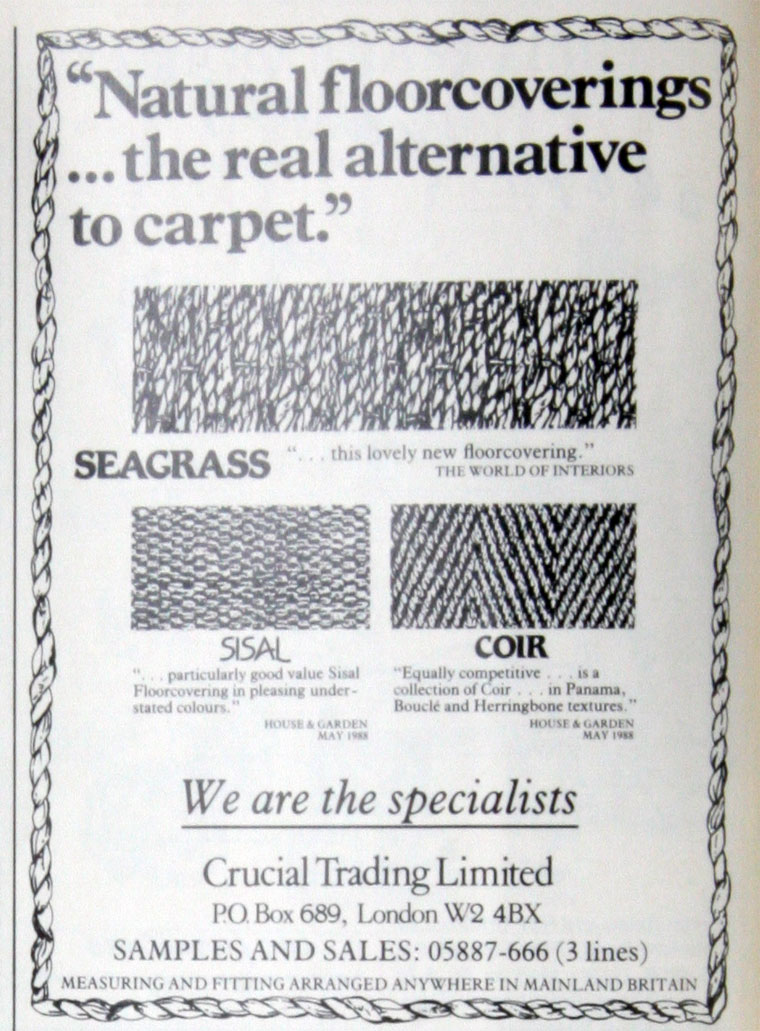 “Natural floorcoverings
...the real alternative
to carpet.”
SEAGRASS
“. . . this lovely new floorcovering.”
THE WORLD OF INTERIORS
SISAL
“. . . particularly good value Sisal
Floorcovering in pleasing under-
stated colours.”
HOUSE & GARDEN
MAY 1988
COIR
“Equally competitive . . . is a
collection of Coir . . . in Panama,
Bouclé and Herringbone textures.”
HOUSE & GARDEN
MAY 1988
We are the specialists
Crucial Trading Limited
P.O. Box 689, London W2 4BX
SAMPLES AND SALES: 05887-666 (3 lines)
MEASURING AND FITTING ARRANGED ANYWHERE IN MAINLAND BRITAIN